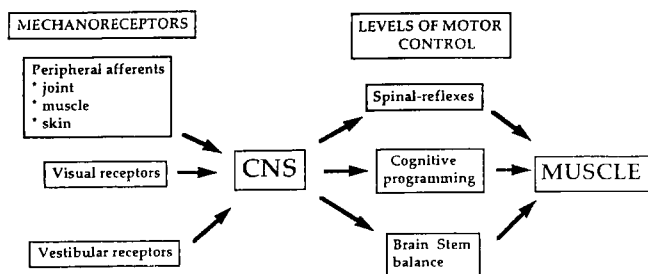 MECHANORECEPTORS
Peripheral afferents
* joint
* muscle
* skin
Visual receptors
Vestibular receptors
CNS
LEVELS OF MOTOR
CONTROL
Spinal-reflexes
Cognitive
programming
Brain Stem
balance
MUSCLE